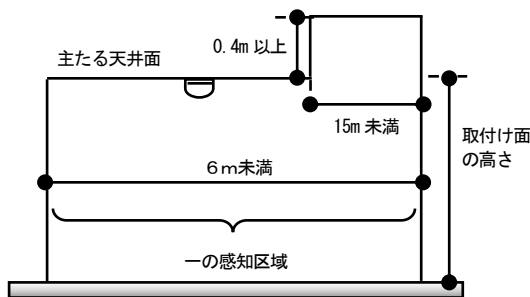 0.4m 以上
主たる天井面
15m 未満
取付け面
の高さ
6m未満
一の感知区域